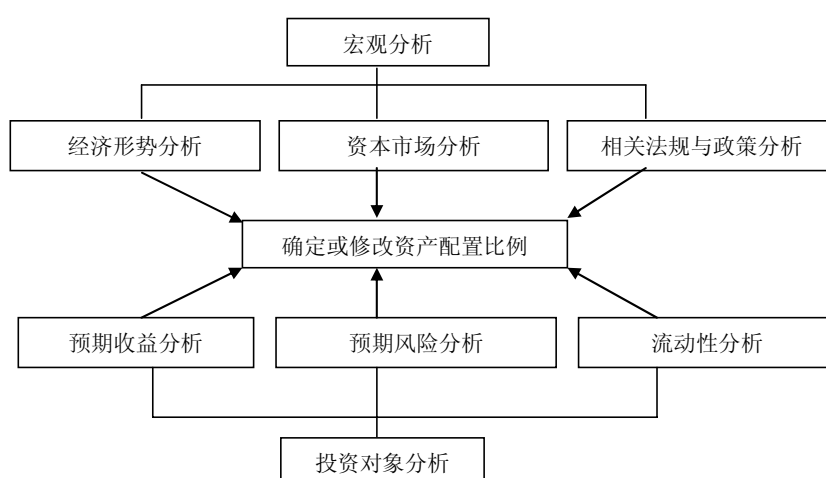 宏观分析
经济形势分析
资本市场分析
相关法规与政策分析
确定或修改资产配置比例
预期收益分析
预期风险分析
流动性分析
投资对象分析